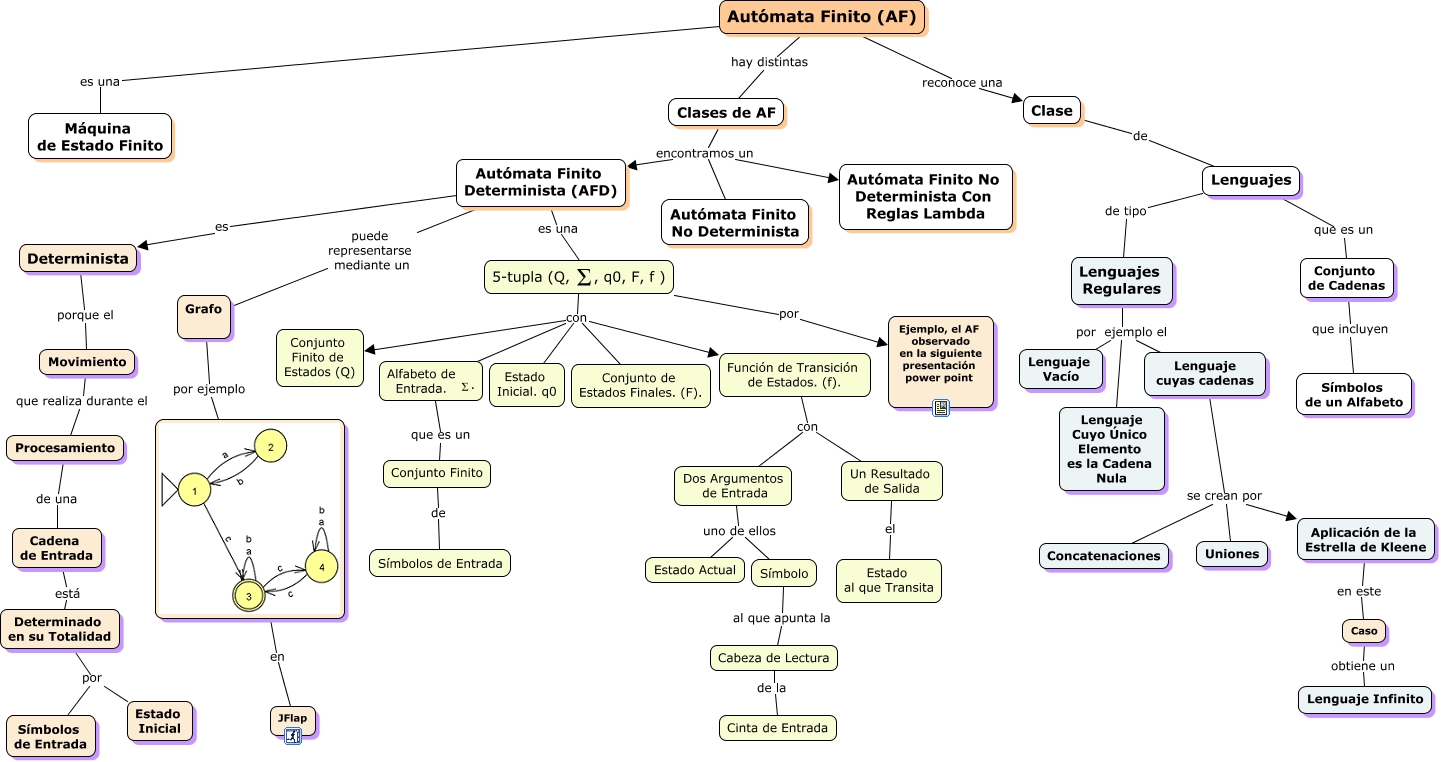 Autómata Finito (AF)
es una
hay distintas
reconoce una
Máquina
de Estado Finito
Clases de AF
Clase
encontramos un
de
Autómata Finito
Determinista (AFD)
Autómata Finito
No Determinista
Autómata Finito No
Determinista Con
Reglas Lambda
Lenguajes
es
puede
representarse
mediante un
es una
de tipo
que es un
Determinista
5-tupla (Q, Σ, q0, F, f )
Lenguajes
Regulares
Conjunto
de Cadenas
porque el
Grafo
con
por
por ejemplo el
que incluyen
Movimiento
Conjunto
Finito de
Estados (Q)
Alfabeto de
Entrada. Σ.
Estado
Inicial. q0
Conjunto de
Estados Finales. (F).
Función de Transición
de Estados. (f).
Ejemplo, el AF
observado
en la siguiente
presentación
power point
Lenguaje
Vacío
Lenguaje
cuyas cadenas
Símbolos
de un Alfabeto
que realiza durante el
por ejemplo
Lenguaje
Cuyo Único
Elemento
es la Cadena
Nula
Procesamiento
que es un
con
de una
1
2
3
4
a
b
c
b
a
c
c
b
a
Conjunto Finito
Dos Argumentos
de Entrada
Un Resultado
de Salida
se crean por
de
uno de ellos
el
Cadena
de Entrada
Símbolos de Entrada
Estado Actual
Símbolo
Estado
al que Transita
Concatenaciones
Uniones
Aplicación de la
Estrella de Kleene
está
al que apunta la
en este
Determinado
en su Totalidad
Cabeza de Lectura
Caso
por
en
de la
obtiene un
Símbolos
de Entrada
Estado
Inicial
JFlap
Cinta de Entrada
Lenguaje Infinito